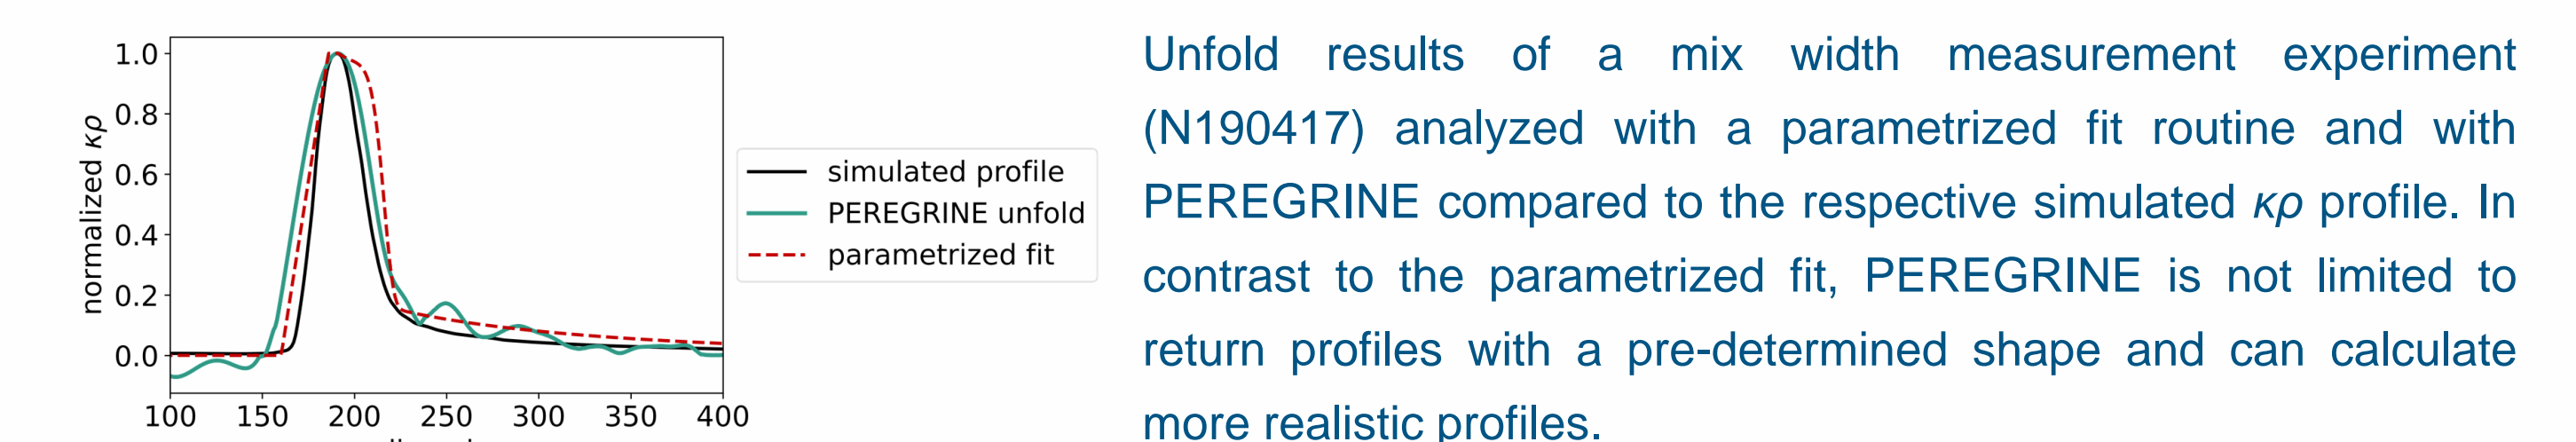 1.0
0.8
0.6
0.4
0.2
0.0
normalized κρ
100 150 200 250 300 350 400
simulated profile
PEREGRINE unfold
parametrized fit
Unfold results of a mix width measurement experiment
(N190417) analyzed with a parametrized fit routine and with
PEREGRINE compared to the respective simulated κρ profile. In
contrast to the parametrized fit, PEREGRINE is not limited to
return profiles with a pre-determined shape and can calculate
more realistic profiles.